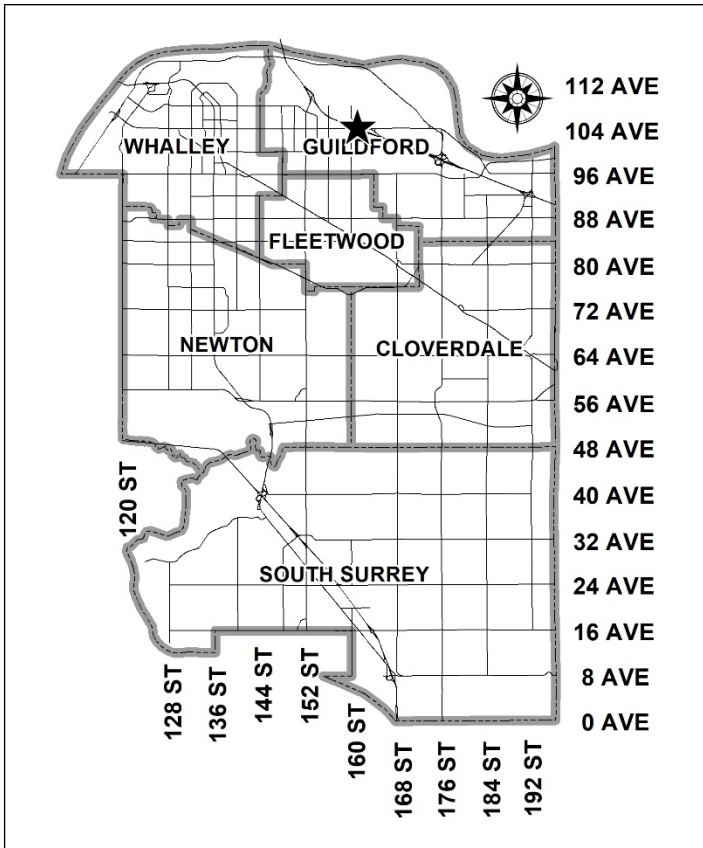 112 AVE
104 AVE
WHALLEY
GUILDFORD
96 AVE
88 AVE
FLEETWOOD
80 AVE
72 AVE
NEWTON
CLOVERDALE
64 AVE
56 AVE
48 AVE
120 ST
40 AVE
32 AVE
SOUTH SURREY
24 AVE
16 AVE
8 AVE
0 AVE
128 ST
136 ST
144 ST
152 ST
160 ST
168 ST
176 ST
184 ST
192 ST